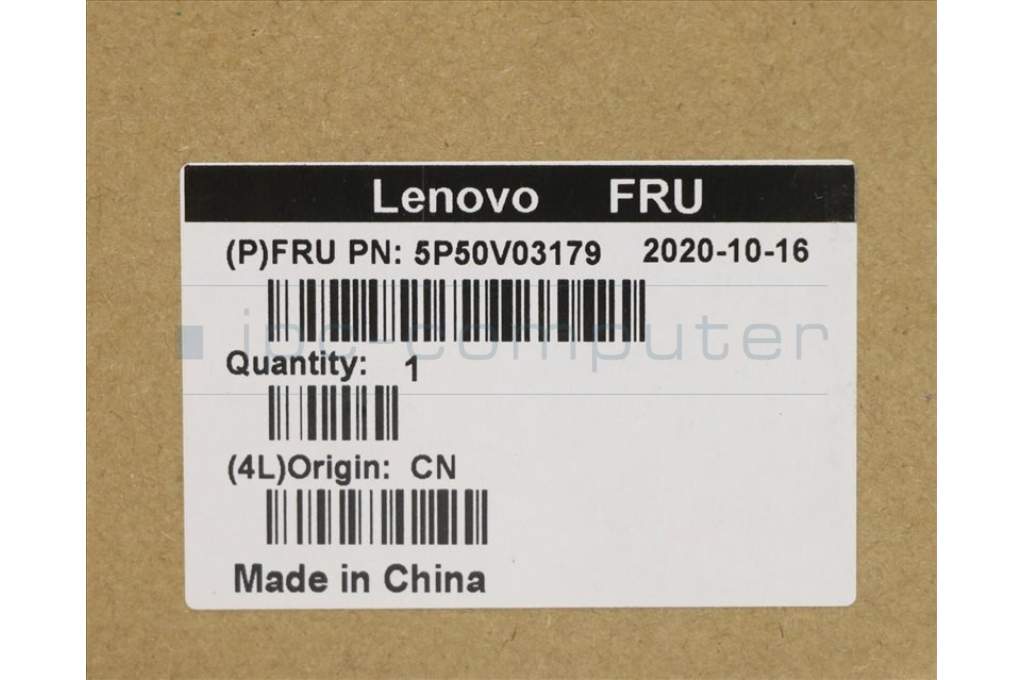 Lenovo FRU
(P)FRU PN: 5P50V03179 2020-10-16
ipc-computer
Quantity: 1
(4L)Origin: CN
Made in China